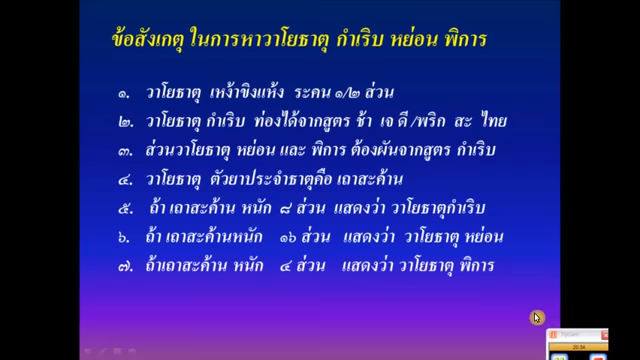 ข้อสังเกตุ ในการหาวาโยธาตุ กำเริบ หย่อน พิการ
๑. วาโยธาตุ เหง้าขิงแห้ง ระคน ๑/๒ ส่วน
๒. วาโยธาตุ กำเริบ ท่องได้จากสูตร ช้า เจ ดี /พริก สะ ไทย
๓. ส่วนวาโยธาตุ หย่อน และ พิการ ต้องผันจากสูตร กำเริบ
๔. วาโยธาตุ ตัวยาประจำธาตุคือ เถาสะค้าน
๕. ถ้า เถาสะค้าน หนัก ๘ ส่วน แสดงว่า วาโยธาตุกำเริบ
๖. ถ้า เถาสะค้านหนัก ๑๖ ส่วน แสดงว่า วาโยธาตุ หย่อน
๗. ถ้าเถาสะค้าน หนัก ๔ ส่วน แสดงว่า วาโยธาตุ พิการ
20:54